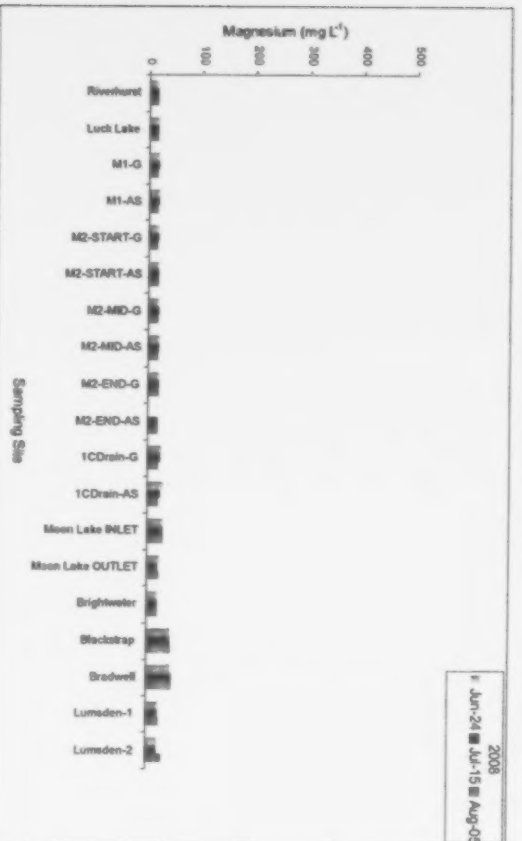 2008
Jun-24 Jul-15 Aug-05
Magnesium (mg L⁻¹)
500
400
300
200
100
0
Riverhurst
Luck Lake
M1-G
M1-AS
M2-START-G
M2-START-AS
M2-MID-G
M2-MID-AS
M2-END-G
M2-END-AS
1CDrain-G
1CDrain-AS
Moon Lake INLET
Moon Lake OUTLET
Brightwater
Blackstrap
Bradwell
Lumsden-1
Lumsden-2
Sampling Site